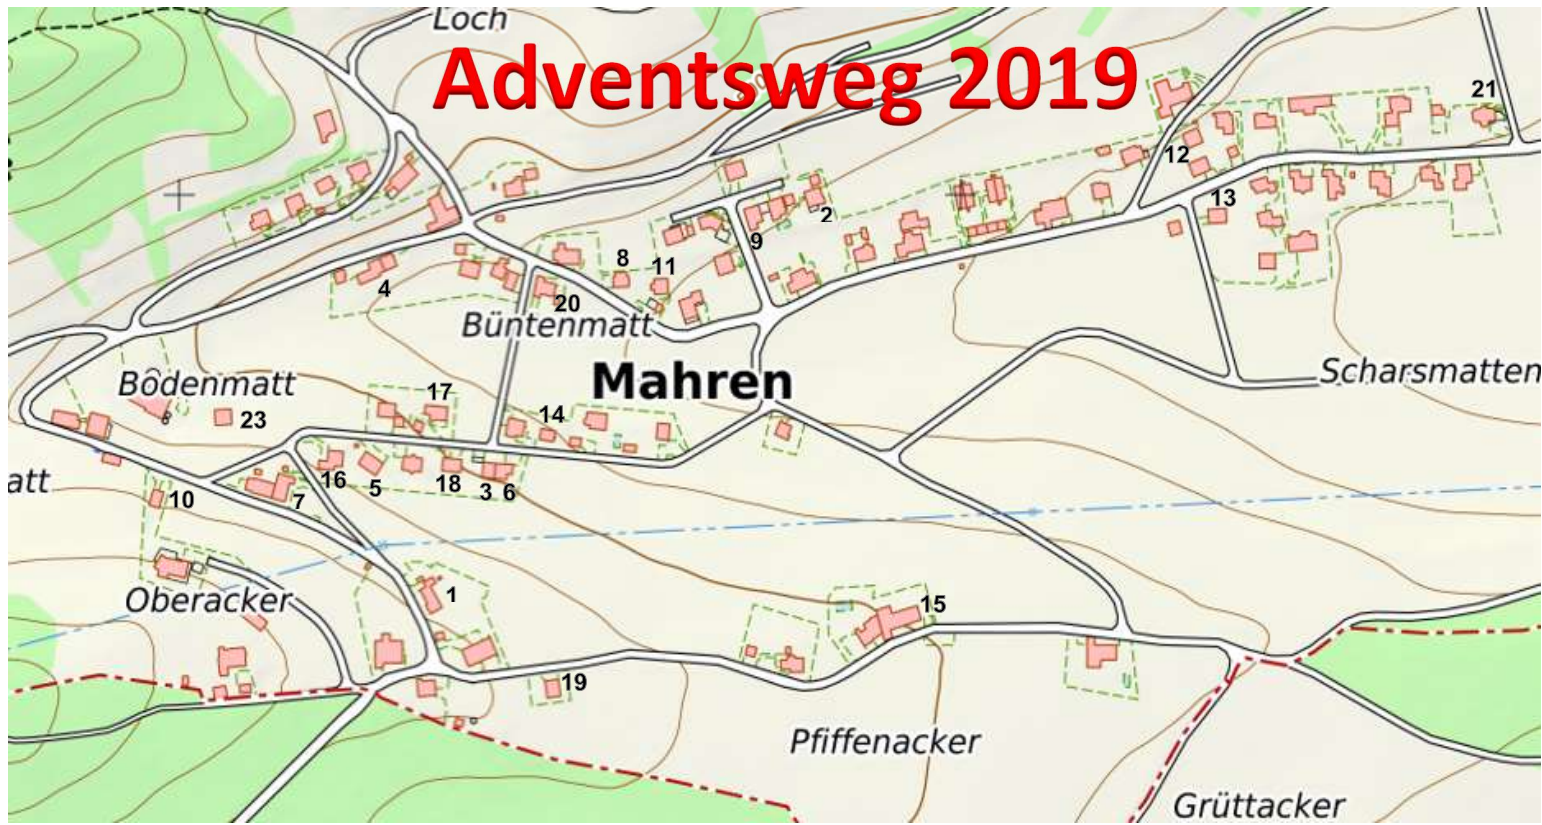 Loch
Adventsweg 2019
21
12
13
2
9
8
11
4
20
Büntenmatt
Mahren
Scharsmatten
Bodenmatt
17
23
14
16
5
18
3
6
att
10
7
1
Oberacker
15
19
Pfiffenacker
Grüttacker